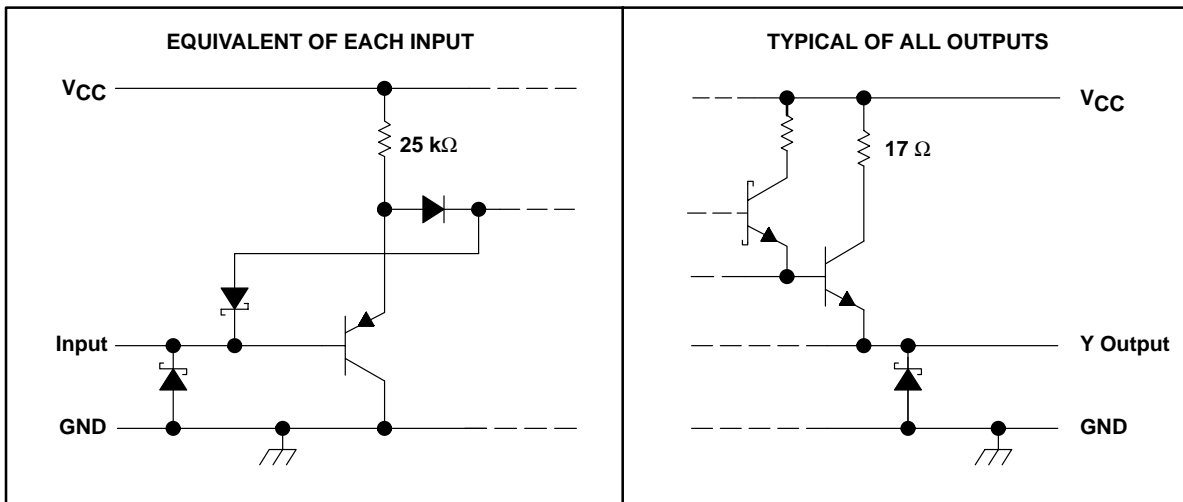 EQUIVALENT OF EACH INPUT
VCC
25 kΩ
Input
GND
TYPICAL OF ALL OUTPUTS
VCC
17 Ω
Y Output
GND